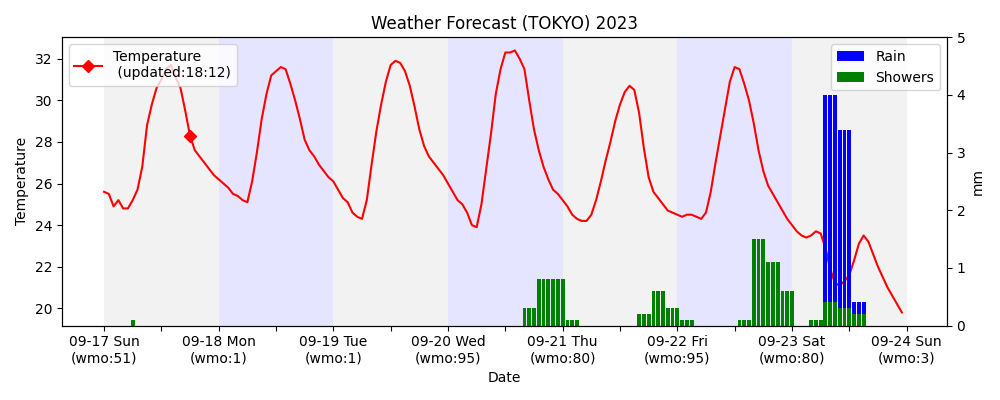 Weather Forecast (TOKYO) 2023
Temperature
(updated:18:12)
Rain
Showers
Temperature
32
30
28
26
24
22
20
5
4
3
2
1
0
mm
09-17 Sun 09-18 Mon 09-19 Tue 09-20 Wed 09-21 Thu 09-22 Fri 09-23 Sat 09-24 Sun
(wmo:51) (wmo:1) (wmo:1) (wmo:95) (wmo:80) (wmo:95) (wmo:80) (wmo:3)
Date